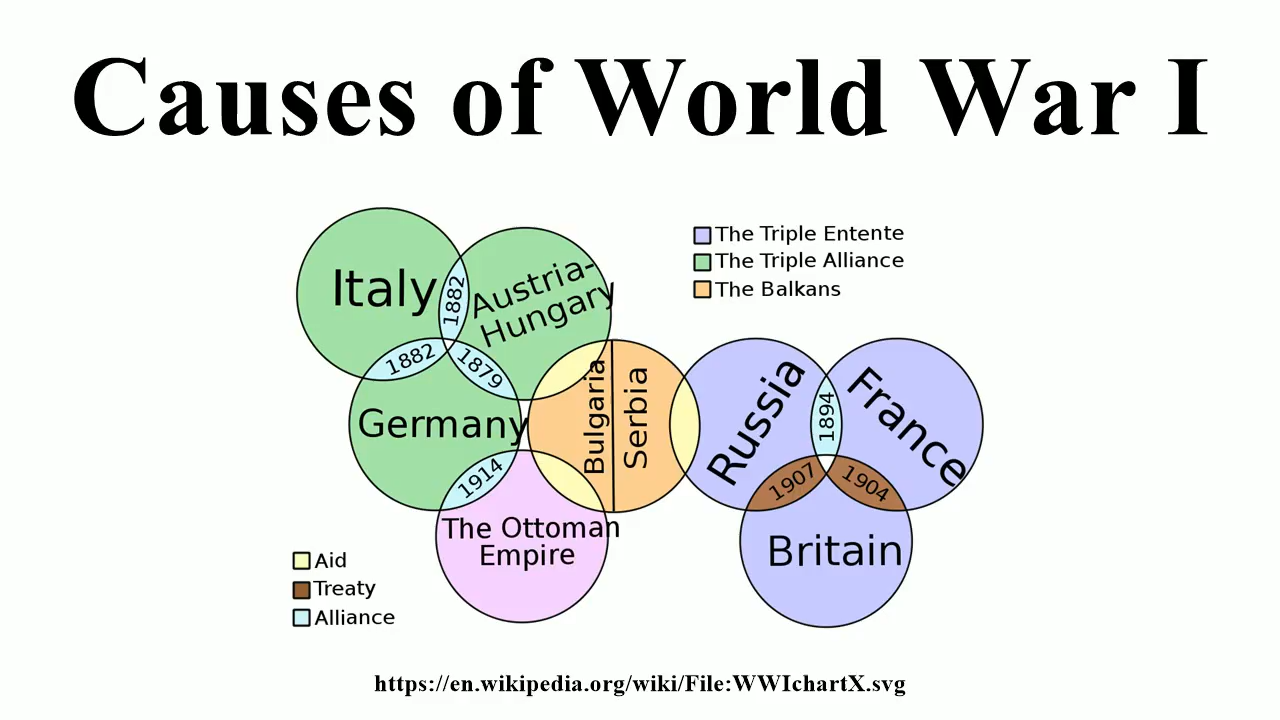 Causes of World War I
The Triple Entente
The Triple Alliance
The Balkans
Italy
1882
Austria-
Hungary
1882
1879
Germany
1914
The Ottoman
Empire
Bulgaria
Serbia
Russia
1894
France
1907
1904
Britain
Aid
Treaty
Alliance
https://en.wikipedia.org/wiki/File:WWIchartX.svg